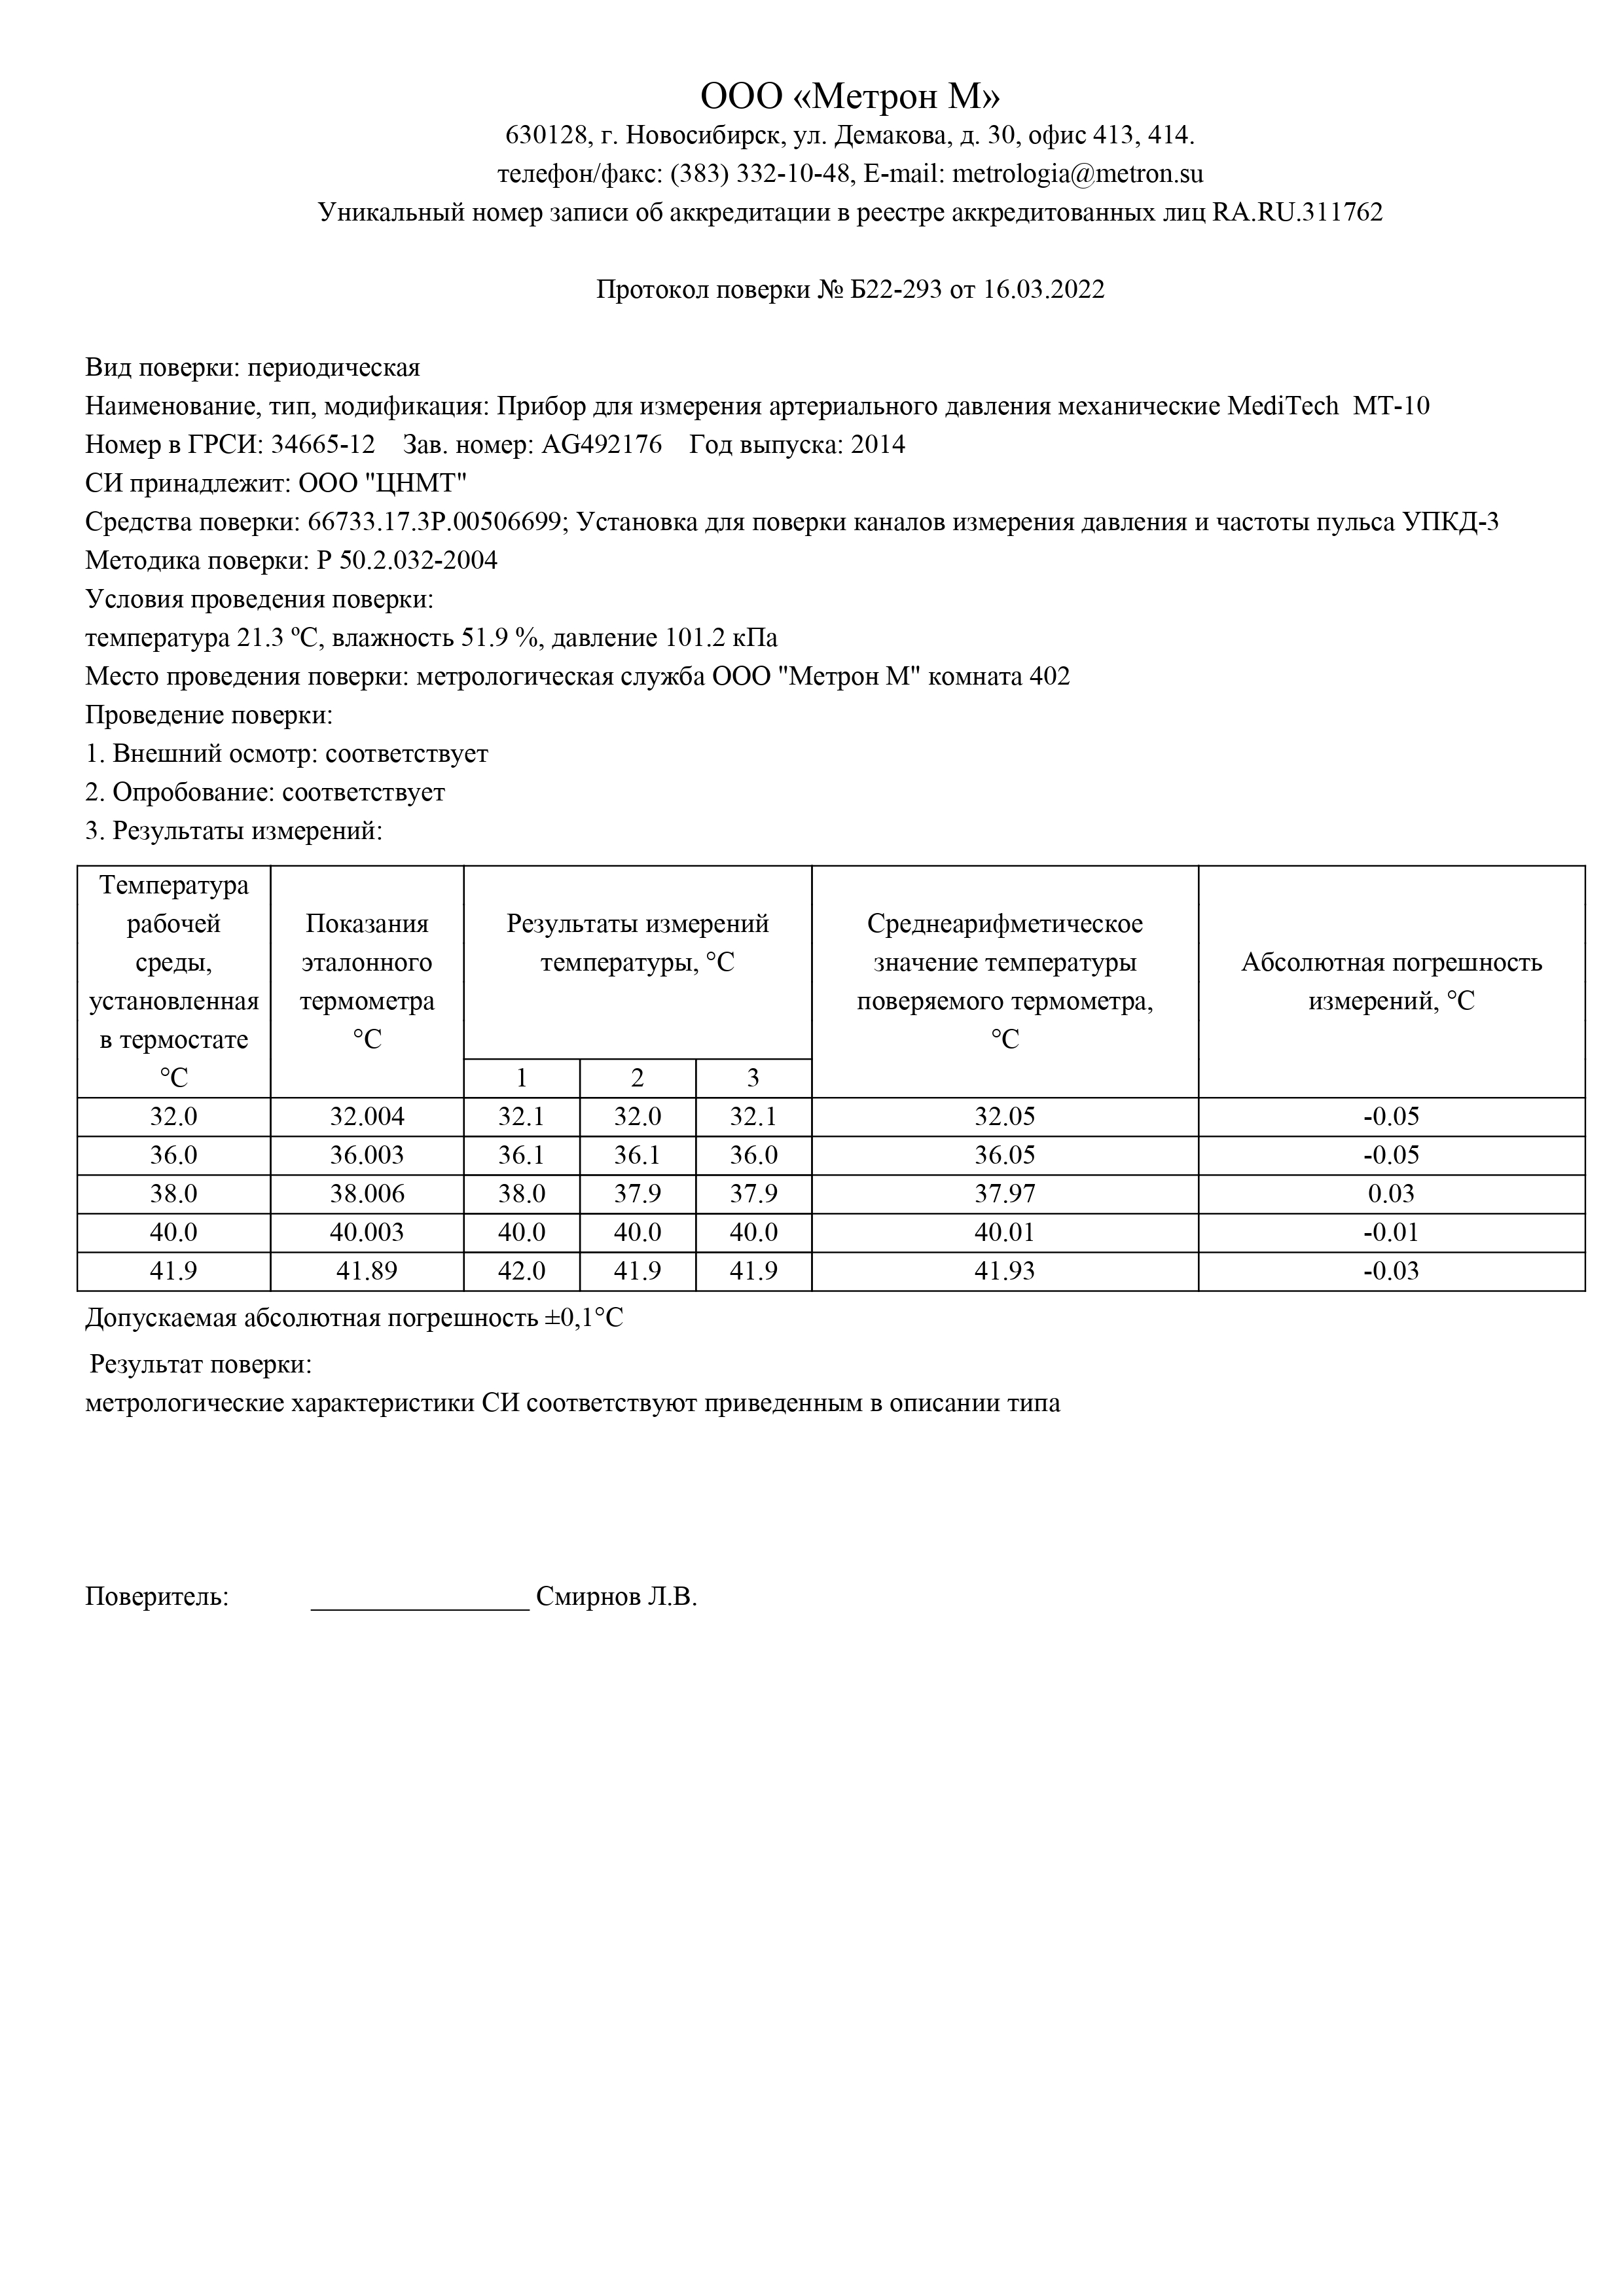 ООО «Метрон М»
630128, г. Новосибирск, ул. Демакова, д. 30, офис 413, 414.
телефон/факс: (383) 332-10-48, E-mail: metrologia@metron.su
Уникальный номер записи об аккредитации в реестре аккредитованных лиц RA.RU.311762
Протокол поверки № Б22-293 от 16.03.2022
Вид поверки: периодическая
Наименование, тип, модификация: Прибор для измерения артериального давления механические MediTech МТ-10
Номер в ГРСИ: 34665-12 Зав. номер: AG492176 Год выпуска: 2014
СИ принадлежит: ООО "ЦНМТ"
Средства поверки: 66733.17.3Р.00506699; Установка для поверки каналов измерения давления и частоты пульса УПКД-3
Методика поверки: Р 50.2.032-2004
Условия проведения поверки:
температура 21.3 ºС, влажность 51.9 %, давление 101.2 кПа
Место проведения поверки: метрологическая служба ООО "Метрон М" комната 402
Проведение поверки:
1. Внешний осмотр: соответствует
2. Опробование: соответствует
3. Результаты измерений:
Температура
рабочей
среды,
установленная
в термостате
°С
Показания
эталонного
термометра
°С
Результаты измерений
температуры, °С
1 2 3
Среднеарифметическое
значение температуры
поверяемого термометра,
°С
Абсолютная погрешность
измерений, °С
32.0 32.004 32.1 32.0 32.1 32.05 -0.05
36.0 36.003 36.1 36.1 36.0 36.05 -0.05
38.0 38.006 38.0 37.9 37.9 37.97 0.03
40.0 40.003 40.0 40.0 40.0 40.01 -0.01
41.9 41.89 42.0 41.9 41.9 41.93 -0.03
Допускаемая абсолютная погрешность ±0,1°С
Результат поверки:
метрологические характеристики СИ соответствуют приведенным в описании типа
Поверитель: ________________ Смирнов Л.В.